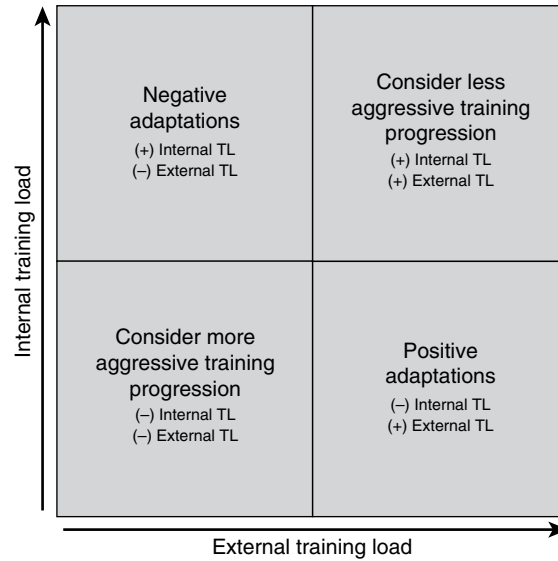 Internal training load
Negative
adaptations
(+) Internal TL
(–) External TL
Consider less
aggressive training
progression
(+) Internal TL
(+) External TL
Consider more
aggressive training
progression
(–) Internal TL
(–) External TL
Positive
adaptations
(–) Internal TL
(+) External TL
External training load